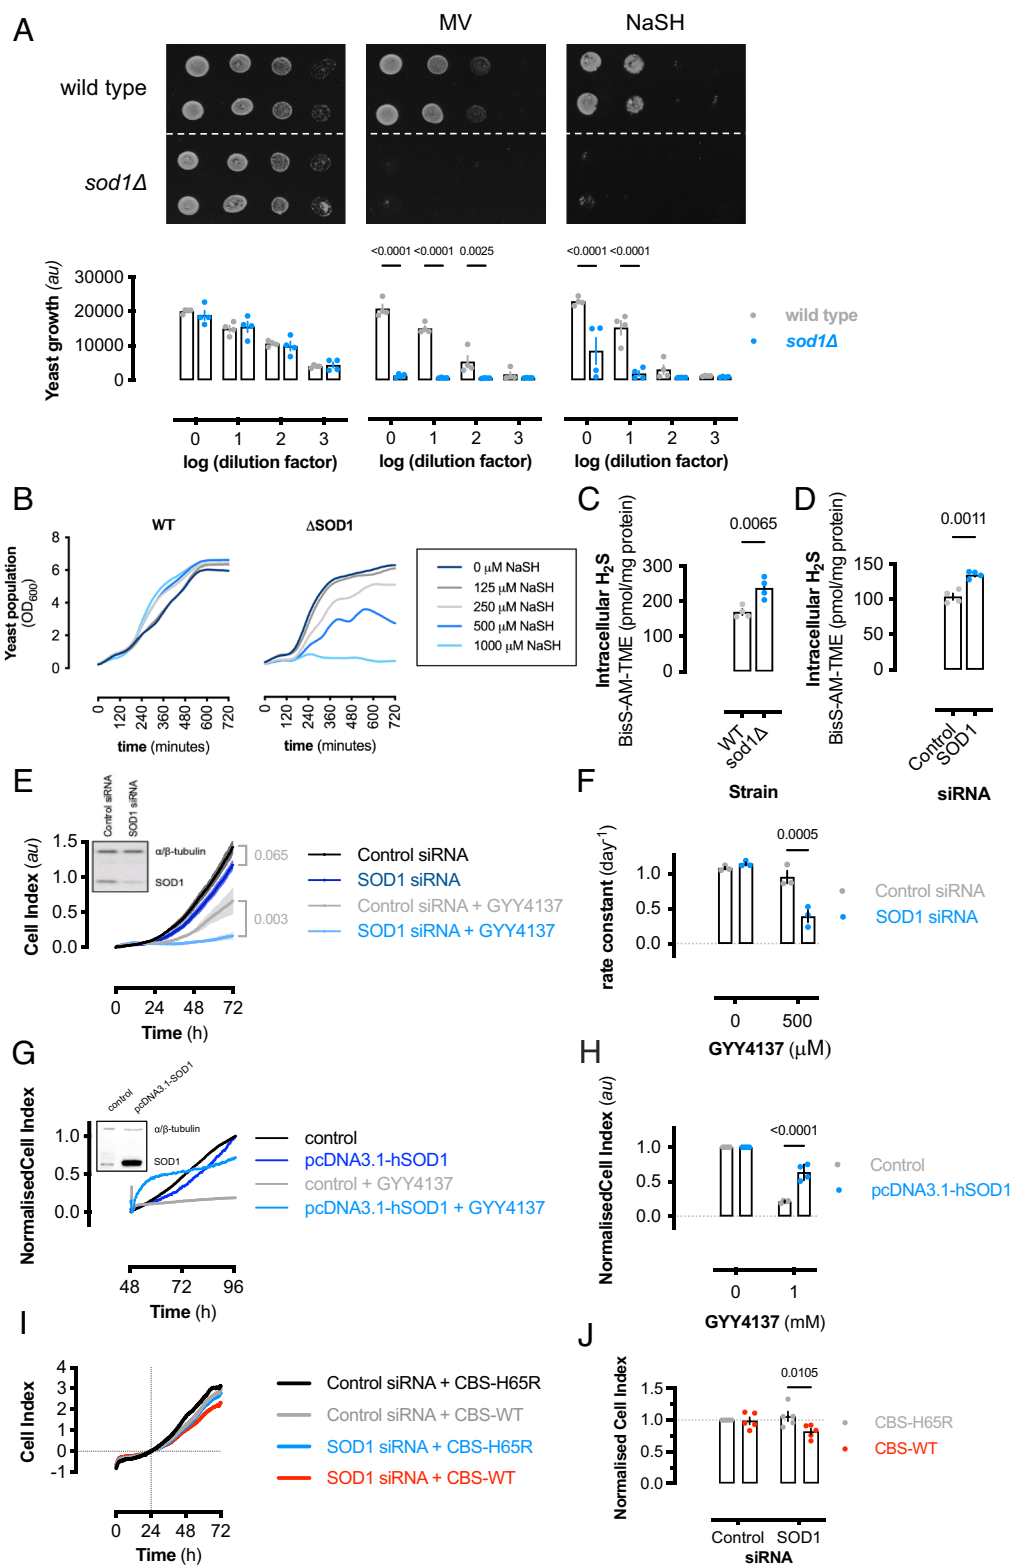 A
MV
NaSH
wild type
sod1Δ
<0.0001 <0.0001 0.0025
<0.0001 <0.0001
Yeast growth (au)
30000
20000
10000
0
wild type
sod1Δ
0 1 2 3
0 1 2 3
0 1 2 3
log (dilution factor)
log (dilution factor)
log (dilution factor)
B
WT
ΔSOD1
Yeast population
(OD600)
8
6
4
2
0
0 μM NaSH
125 μM NaSH
250 μM NaSH
500 μM NaSH
1000 μM NaSH
0 120 240 360 480 600 720
0 120 240 360 480 600 720
time (minutes)
time (minutes)
C
0.0065
Intracellular H2S
BisS-AM-TME (pmol/mg protein)
300
200
100
0
WT
sod1Δ
Strain
D
0.0011
Intracellular H2S
BisS-AM-TME (pmol/mg protein)
150
100
50
0
Control
SOD1
siRNA
E
Control siRNA
SOD1 siRNA
α/β-tubulin
SOD1
Cell Index (au)
1.5
1.0
0.5
0.0
0.065
0.003
Control siRNA
SOD1 siRNA
Control siRNA + GYY4137
SOD1 siRNA + GYY4137
0 24 48 72
Time (h)
F
0.0005
rate constant (day-1)
1.0
0.5
0.0
Control siRNA
SOD1 siRNA
0 500
GYY4137 (μM)
G
control
pcDNA3.1-SOD1
α/β-tubulin
SOD1
NormalisedCell Index
1.0
0.5
0.0
control
pcDNA3.1-hSOD1
control + GYY4137
pcDNA3.1-hSOD1 + GYY4137
48 72 96
Time (h)
H
<0.0001
NormalisedCell Index (au)
1.0
0.5
0.0
Control
pcDNA3.1-hSOD1
0 1
GYY4137 (mM)
I
Cell Index
4
3
2
1
0
-1
Control siRNA + CBS-H65R
Control siRNA + CBS-WT
SOD1 siRNA + CBS-H65R
SOD1 siRNA + CBS-WT
0 24 48 72
Time (h)
J
0.0105
Normalised Cell Index
1.5
1.0
0.5
0.0
CBS-H65R
CBS-WT
Control SOD1
siRNA